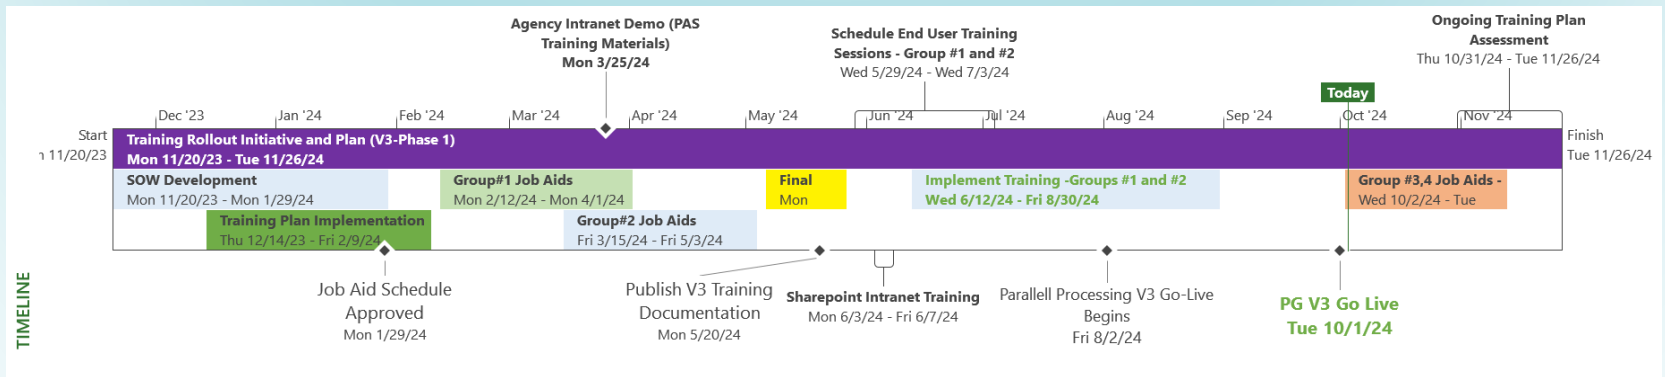 Agency Intranet Demo (PAS
Training Materials)
Mon 3/25/24
Schedule End User Training
Sessions - Group #1 and #2
Wed 5/29/24 - Wed 7/3/24
Ongoing Training Plan
Assessment
Thu 10/31/24 - Tue 11/26/24
Today
Dec '23
Jan '24
Feb '24
Mar '24
Apr '24
May '24
Jun '24
Jul '24
Aug '24
Sep '24
Oct '24
Nov '24
Start
11/20/23
Training Rollout Initiative and Plan (V3-Phase 1)
Mon 11/20/23 - Tue 11/26/24
Finish
Tue 11/26/24
SOW Development
Mon 11/20/23 - Mon 1/29/24
Group#1 Job Aids
Mon 2/12/24 - Mon 4/1/24
Final
Mon
Implement Training -Groups #1 and #2
Wed 6/12/24 - Fri 8/30/24
Group #3,4 Job Aids -
Wed 10/2/24 - Tue
Training Plan Implementation
Thu 12/14/23 - Fri 2/9/24
Group#2 Job Aids
Fri 3/15/24 - Fri 5/3/24
Job Aid Schedule
Approved
Mon 1/29/24
Publish V3 Training
Documentation
Mon 5/20/24
Sharepoint Intranet Training
Mon 6/3/24 - Fri 6/7/24
Parallell Processing V3 Go-Live
Begins
Fri 8/2/24
PG V3 Go Live
Tue 10/1/24
TIMELINE